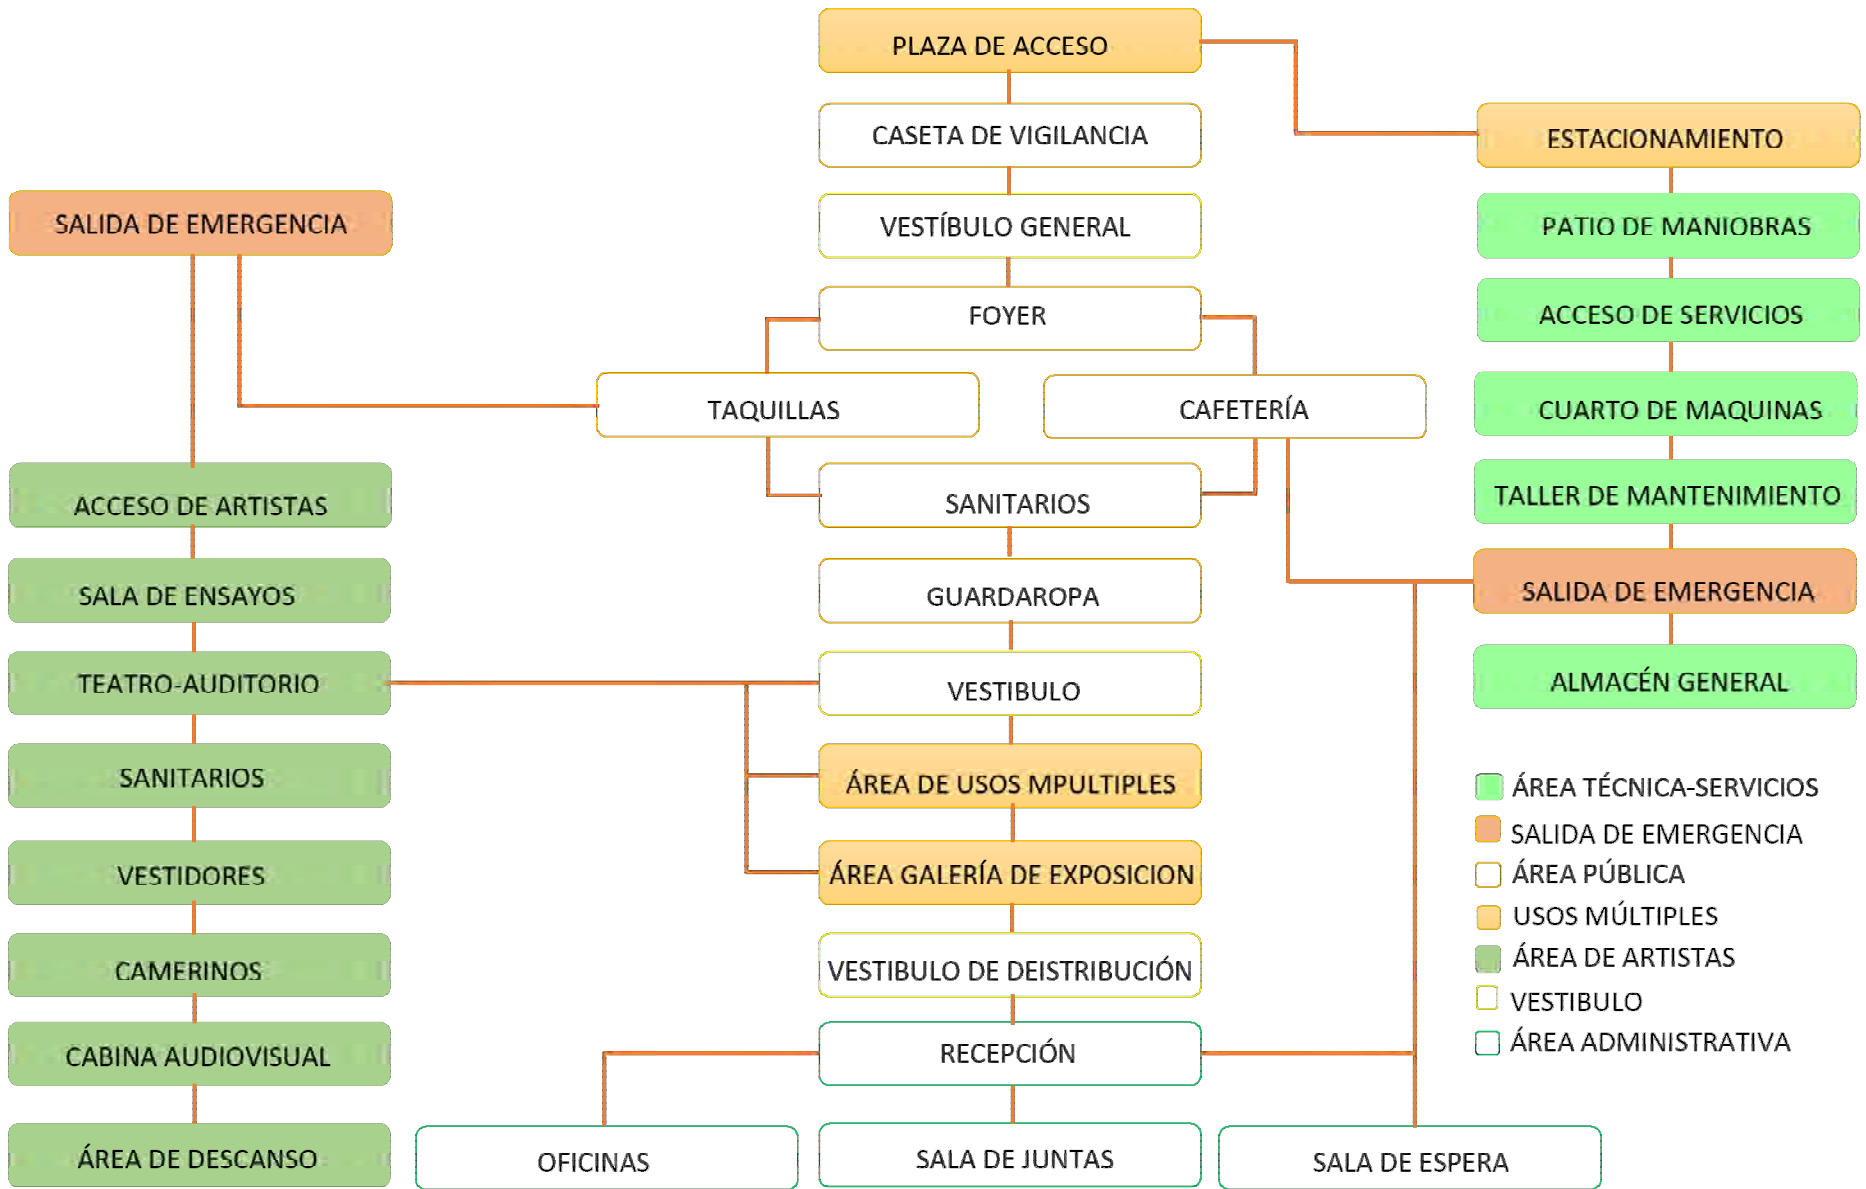 PLAZA DE ACCESO
CASETA DE VIGILANCIA
ESTACIONAMIENTO
SALIDA DE EMERGENCIA
VESTÍBULO GENERAL
PATIO DE MANIOBRAS
FOYER
ACCESO DE SERVICIOS
TAQUILLAS
CAFETERÍA
CUARTO DE MAQUINAS
ACCESO DE ARTISTAS
SANITARIOS
TALLER DE MANTENIMIENTO
SALA DE ENSAYOS
GUARDAROPA
SALIDA DE EMERGENCIA
TEATRO-AUDITORIO
VESTIBULO
ALMACÉN GENERAL
SANITARIOS
ÁREA DE USOS MPULTIPLES
VESTIDORES
ÁREA GALERÍA DE EXPOSICION
CAMERINOS
VESTIBULO DE DEISTRIBUCIÓN
CABINA AUDIOVISUAL
RECEPCIÓN
ÁREA DE DESCANSO
OFICINAS
SALA DE JUNTAS
SALA DE ESPERA
ÁREA TÉCNICA-SERVICIOS
SALIDA DE EMERGENCIA
ÁREA PÚBLICA
USOS MÚLTIPLES
ÁREA DE ARTISTAS
VESTIBULO
ÁREA ADMINISTRATIVA